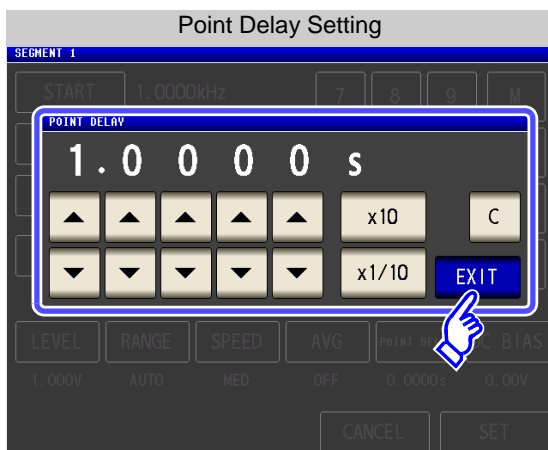 Point Delay Setting
SEGMENT 1
START 1.0000kHz 7 8 9 M
POINT DELAY
1.0000 s
x10 C
x1/10 EXIT
LEVEL RANGE SPEED AVG POINT DE C BIAS
1.000V AUTO MED OFF 0.0000s 0.00V
CANCEL SET